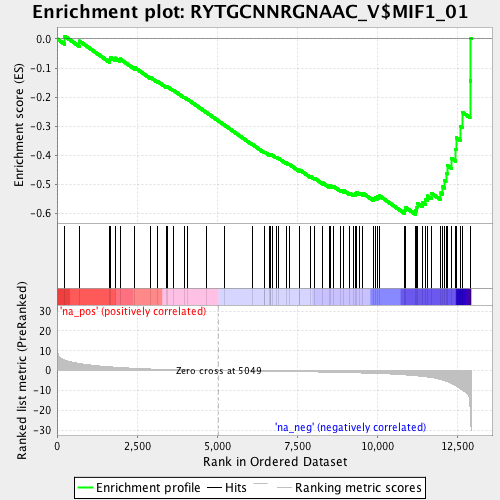 Enrichment plot: RYTGCNNRGNAAC_V$MIF1_01
Enrichment score (ES)
0.0
-0.1
-0.2
-0.3
-0.4
-0.5
-0.6
'na_pos' (positively correlated)
Ranked list metric (PreRanked)
30
20
10
0
-10
-20
-30
Zero cross at 5049
'na_neg' (negatively correlated)
0
2,500
5,000
7,500
10,000
12,500
Rank in Ordered Dataset
Enrichment profile
Hits
Ranking metric scores